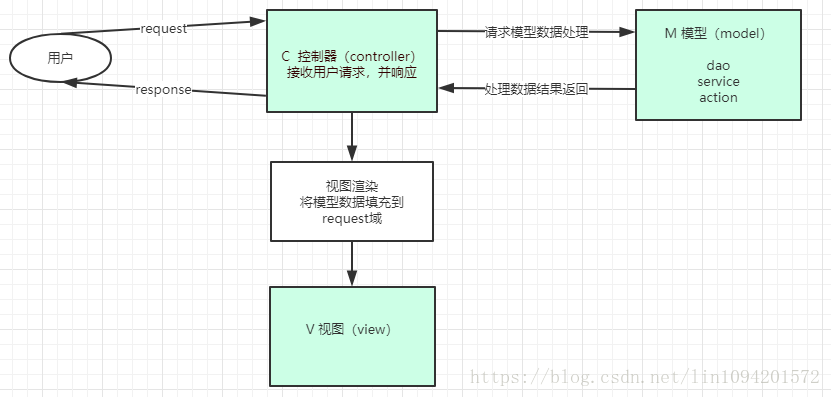 request
用户
response
C 控制器（controller）
接收用户请求，并响应
请求模型数据处理
处理数据结果返回
M 模型（model）
dao
service
action
视图渲染
将模型数据填充到
request域
V 视图（view）
https://blog.csdn.net/lin1094201572